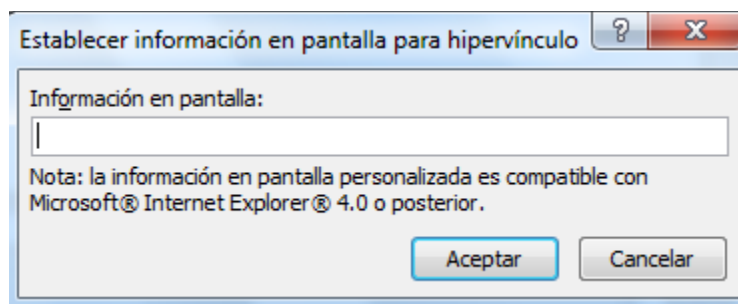 Establecer información en pantalla para hipervínculo
Información en pantalla:
Nota: la información en pantalla personalizada es compatible con
Microsoft® Internet Explorer® 4.0 o posterior.
Aceptar Cancelar